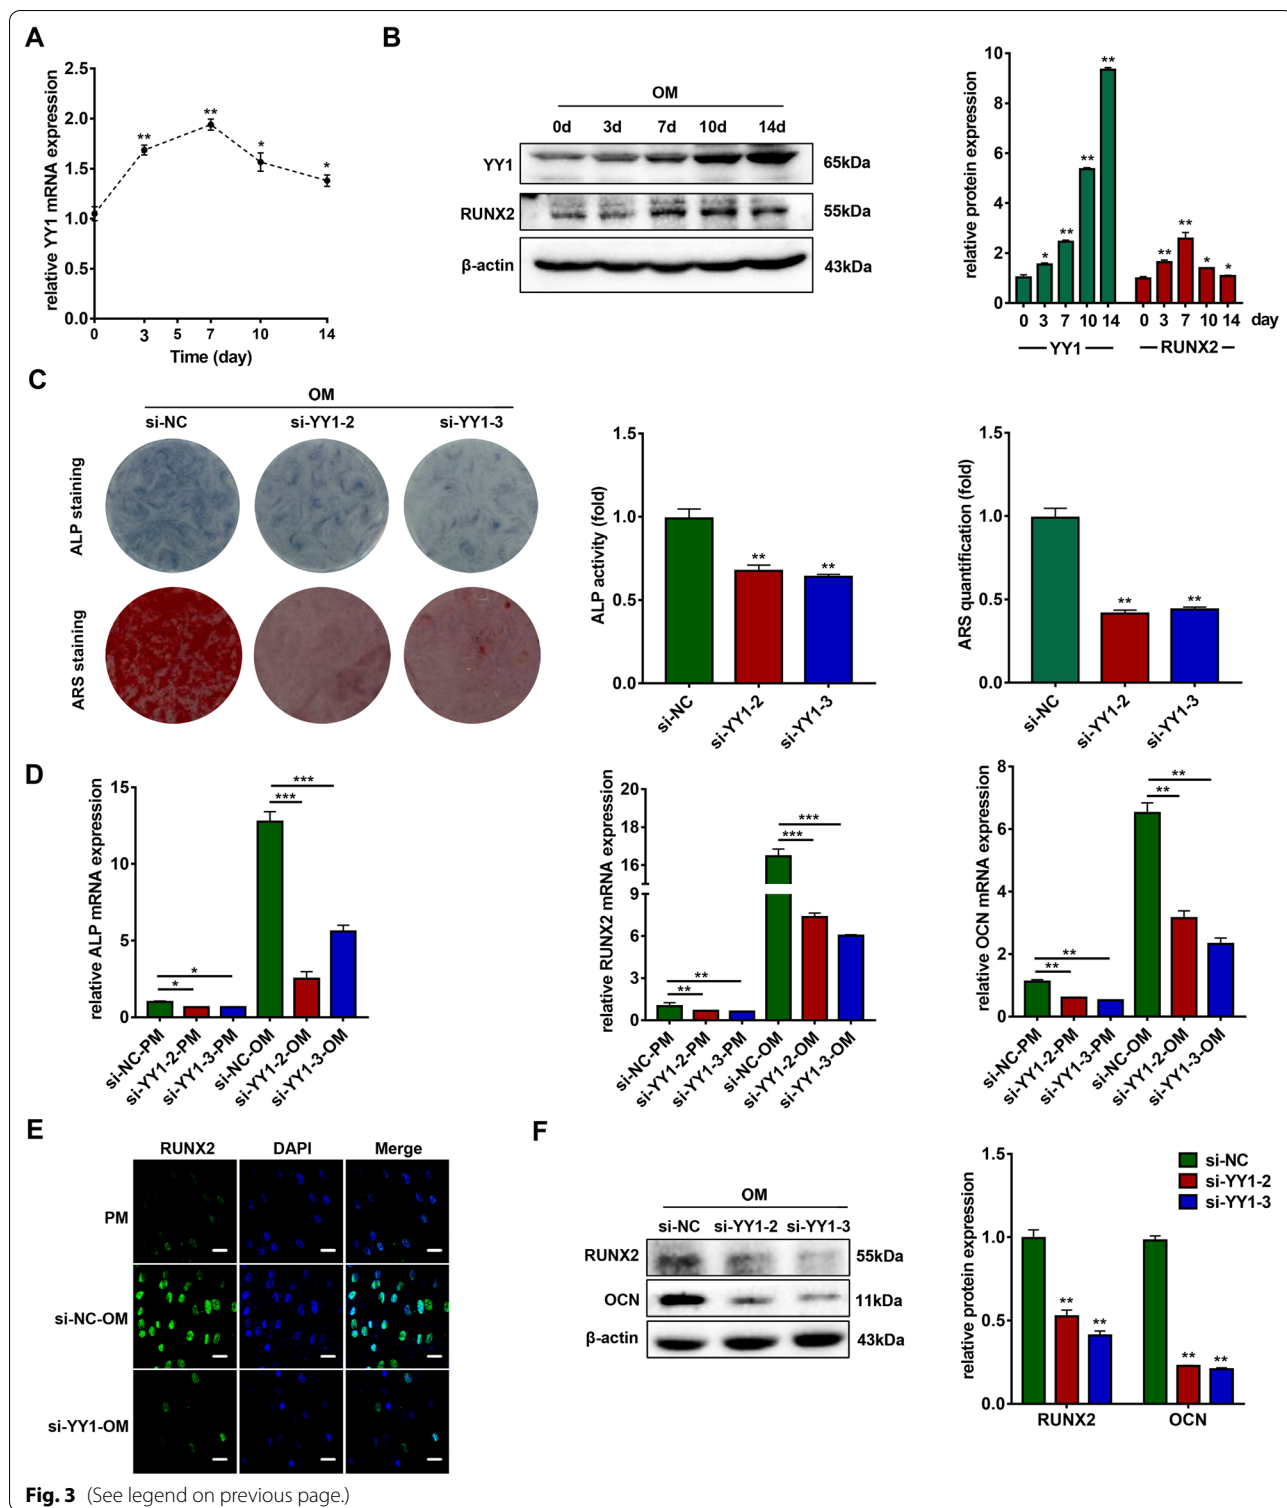 A
relative YY1 mRNA expression
2.5
2.0
1.5
1.0
0.5
0.0
0 3 5 7 10 14
Time (day)
B
OM
0d 3d 7d 10d 14d
YY1 65kDa
RUNX2 55kDa
β-actin 43kDa
relative protein expression
10
8
6
4
2
0
** ** ** * ** ** * *
0 3 7 10 14 0 3 7 10 14 day
YY1 RUNX2
C
OM
si-NC si-YY1-2 si-YY1-3
ALP staining
ARS staining
ALP activity (fold)
1.5
1.0
0.5
0.0
** **
si-NC si-YY1-2 si-YY1-3
ARS quantification (fold)
1.5
1.0
0.5
0.0
** **
si-NC si-YY1-2 si-YY1-3
D
relative ALP mRNA expression
15
10
5
0
* * *** ***
si-NC-PM si-YY1-2-PM si-YY1-3-PM si-NC-OM si-YY1-2-OM si-YY1-3-OM
relative RUNX2 mRNA expression
20
18
16
9
6
3
0
** ** *** ***
si-NC-PM si-YY1-2-PM si-YY1-3-PM si-NC-OM si-YY1-2-OM si-YY1-3-OM
relative OCN mRNA expression
8
6
4
2
0
** ** ** **
si-NC-PM si-YY1-2-PM si-YY1-3-PM si-NC-OM si-YY1-2-OM si-YY1-3-OM
E
RUNX2 DAPI Merge
PM
si-NC-OM
si-YY1-OM
F
OM
si-NC si-YY1-2 si-YY1-3
RUNX2 55kDa
OCN 11kDa
β-actin 43kDa
relative protein expression
1.5
1.0
0.5
0.0
si-NC
si-YY1-2
si-YY1-3
** ** ** **
RUNX2 OCN
Fig. 3 (See legend on previous page.)